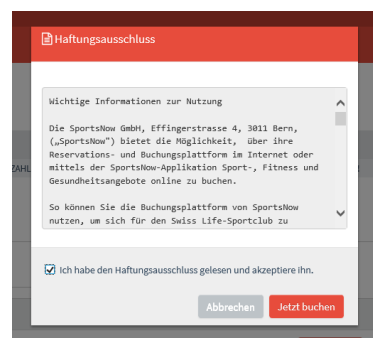 Haftungsausschluss
Wichtige Informationen zur Nutzung
Die SportsNow GmbH, Effingerstrasse 4, 3011 Bern,
(„SportsNow") bietet die Möglichkeit, über ihre
Reservations- und Buchungsplattform im Internet oder
mittels der SportsNow-Applikation Sport-, Fitness und
Gesundheitsangebote online zu buchen.
So können Sie die Buchungsplattform von SportsNow
nutzen, um sich für den Swiss Life-Sportclub zu
ZAHL
Ich habe den Haftungsausschluss gelesen und akzeptiere ihn.
Abbrechen
Jetzt buchen